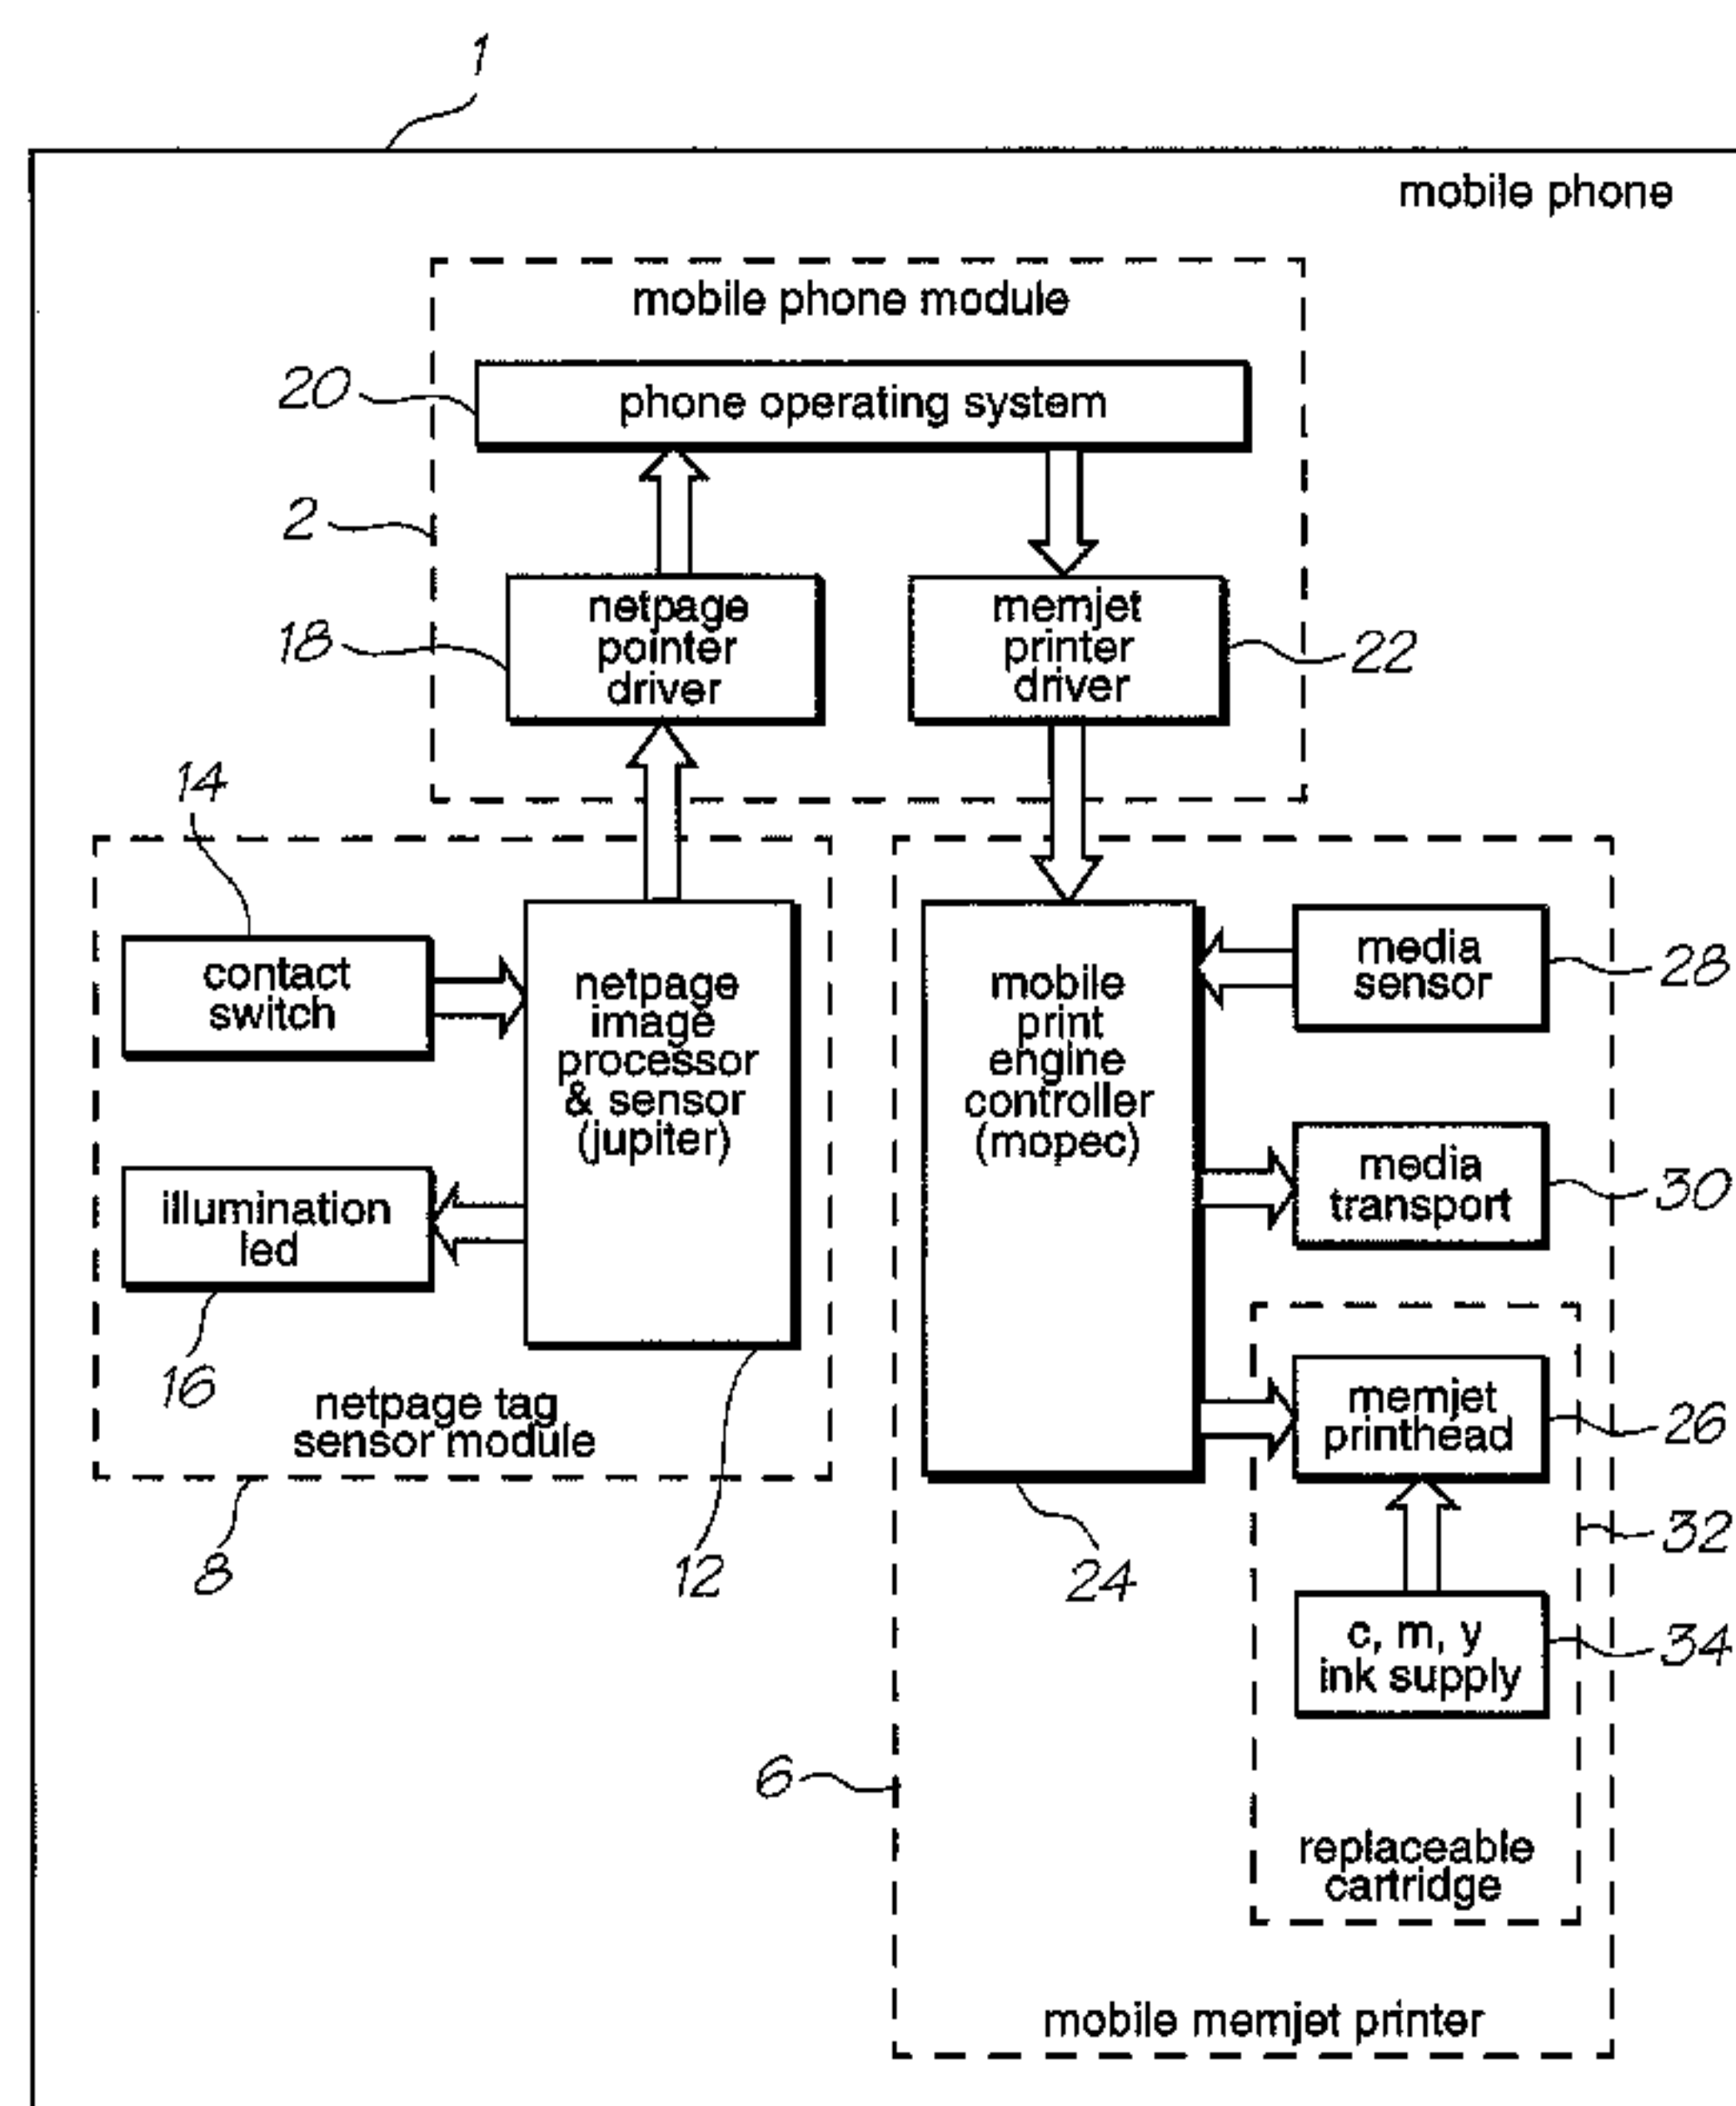 1
mobile phone
mobile phone module
20
phone operating system
2
18
netpage
pointer
driver
memjet
printer
driver
22
14
contact
switch
netpage
image
processor
& sensor
(jupiter)
mobile
print
engine
controller
(mopec)
media
sensor
28
illumination
led
media
transport
30
16
netpage tag
sensor module
memjet
printhead
26
8
12
24
32
c, m, y
ink supply
34
6
replaceable
cartridge
mobile memjet printer